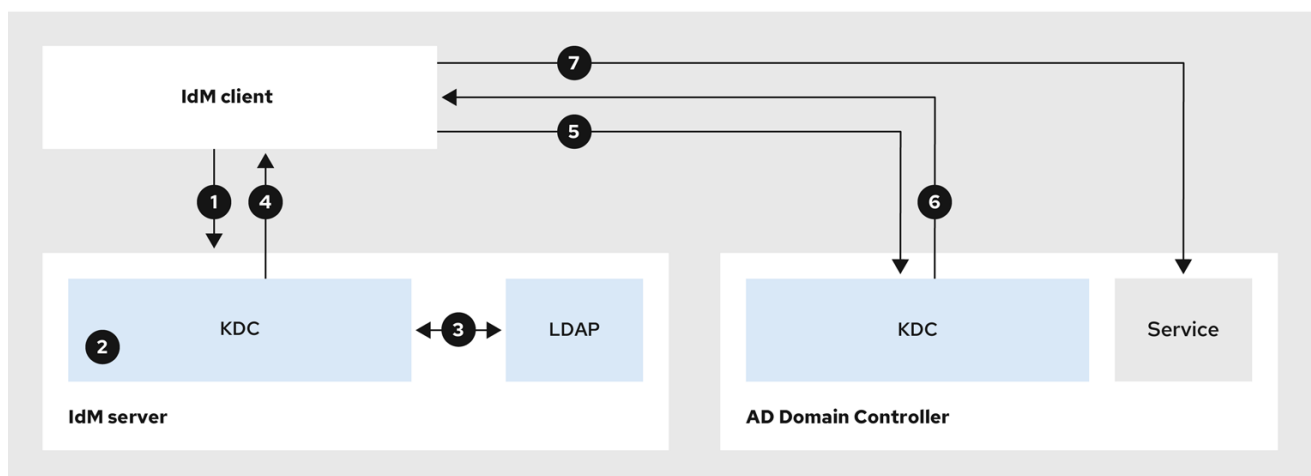 7
IdM client
5
1
4
6
KDC
3
LDAP
KDC
Service
2
IdM server
AD Domain Controller